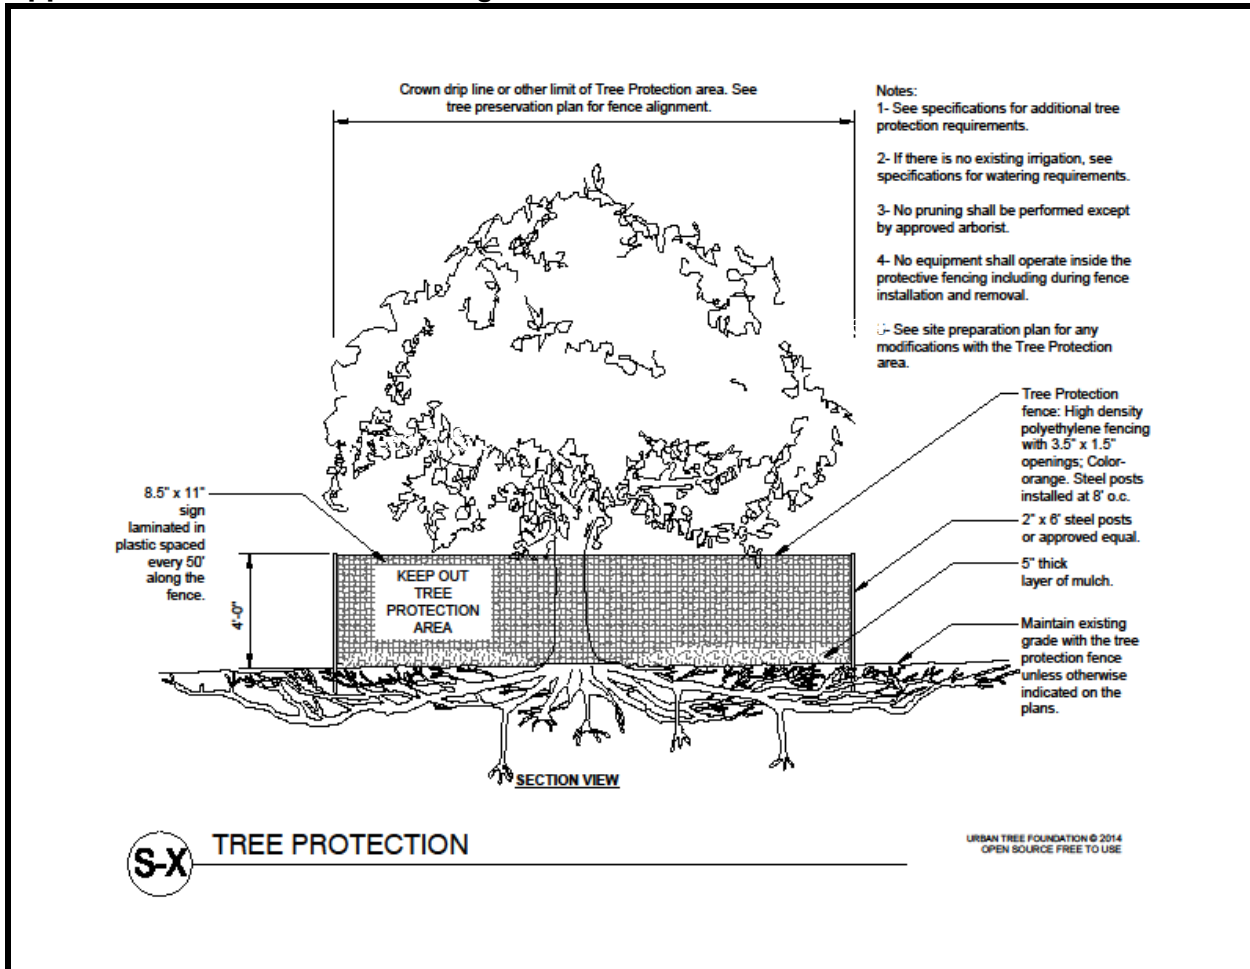 Crown drip line or other limit of Tree Protection area. See
tree preservation plan for fence alignment.
Notes:
1- See specifications for additional tree
protection requirements.
2- If there is no existing irrigation, see
specifications for watering requirements.
3- No pruning shall be performed except
by approved arborist.
4- No equipment shall operate inside the
protective fencing including during fence
installation and removal.
5- See site preparation plan for any
modifications with the Tree Protection
area.
Tree Protection
fence: High density
polyethylene fencing
with 3.5" x 1.5"
openings; Color-
orange. Steel posts
installed at 8' o.c.
2" x 6' steel posts
or approved equal.
5" thick
layer of mulch.
Maintain existing
grade with the tree
protection fence
unless otherwise
indicated on the
plans.
8.5" x 11"
sign
laminated in
plastic spaced
every 50'
along the
fence.
4'-0"
KEEP OUT
TREE
PROTECTION
AREA
SECTION VIEW
S-X
TREE PROTECTION
URBAN TREE FOUNDATION © 2014
OPEN SOURCE FREE TO USE